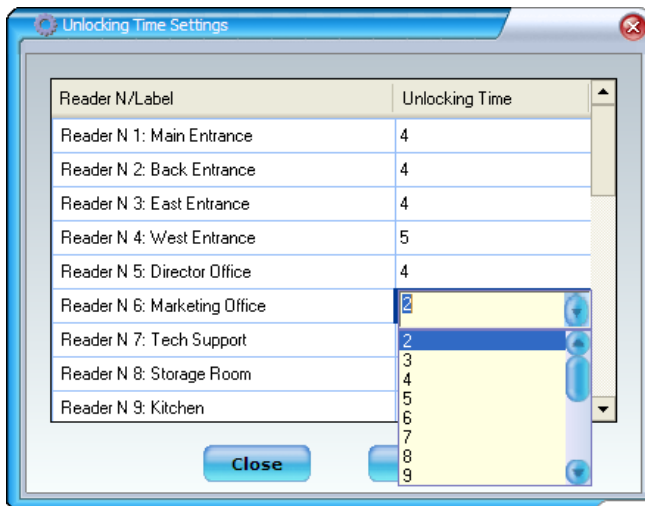 Unlocking Time Settings
Reader N/Label Unlocking Time
Reader N 1: Main Entrance 4
Reader N 2: Back Entrance 4
Reader N 3: East Entrance 4
Reader N 4: West Entrance 5
Reader N 5: Director Office 4
Reader N 6: Marketing Office 2
Reader N 7: Tech Support 2
3
Reader N 8: Storage Room 4
5
Reader N 9: Kitchen 6
7
8
Close 9